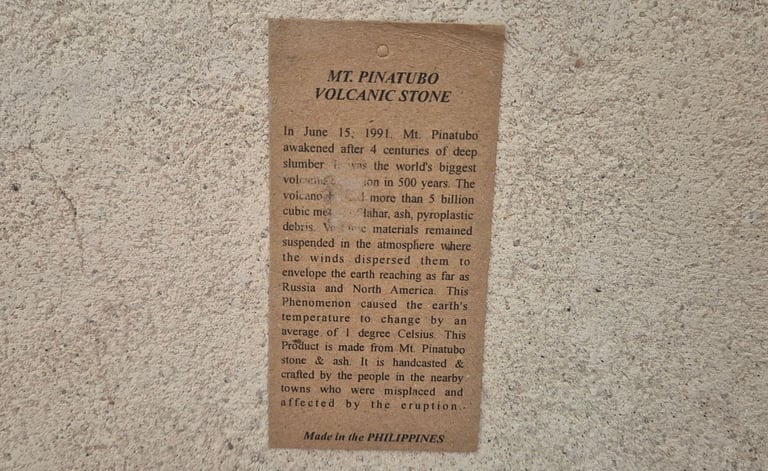 MT. PINATUBO
VOLCANIC STONE
In June 15, 1991, Mt. Pinatubo
awakened after 4 centuries of deep
slumber. was the world's biggest
in 500 years. The
volcano more than 5 billion
cubic lahar, ash, pyroplastic
debris. materials remained
suspended in the atmosphere where
the winds dispersed them to
envelope the earth reaching as far as
Russia and North America. This
Phenomenon caused the earth's
temperature to change by an
average of 1 degree Celsius. This
Product is made from Mt. Pinatubo
stone & ash. It is handcasted &
crafted by the people in the nearby
towns who were misplaced and
affected by the eruption.
Made in the PHILIPPINES